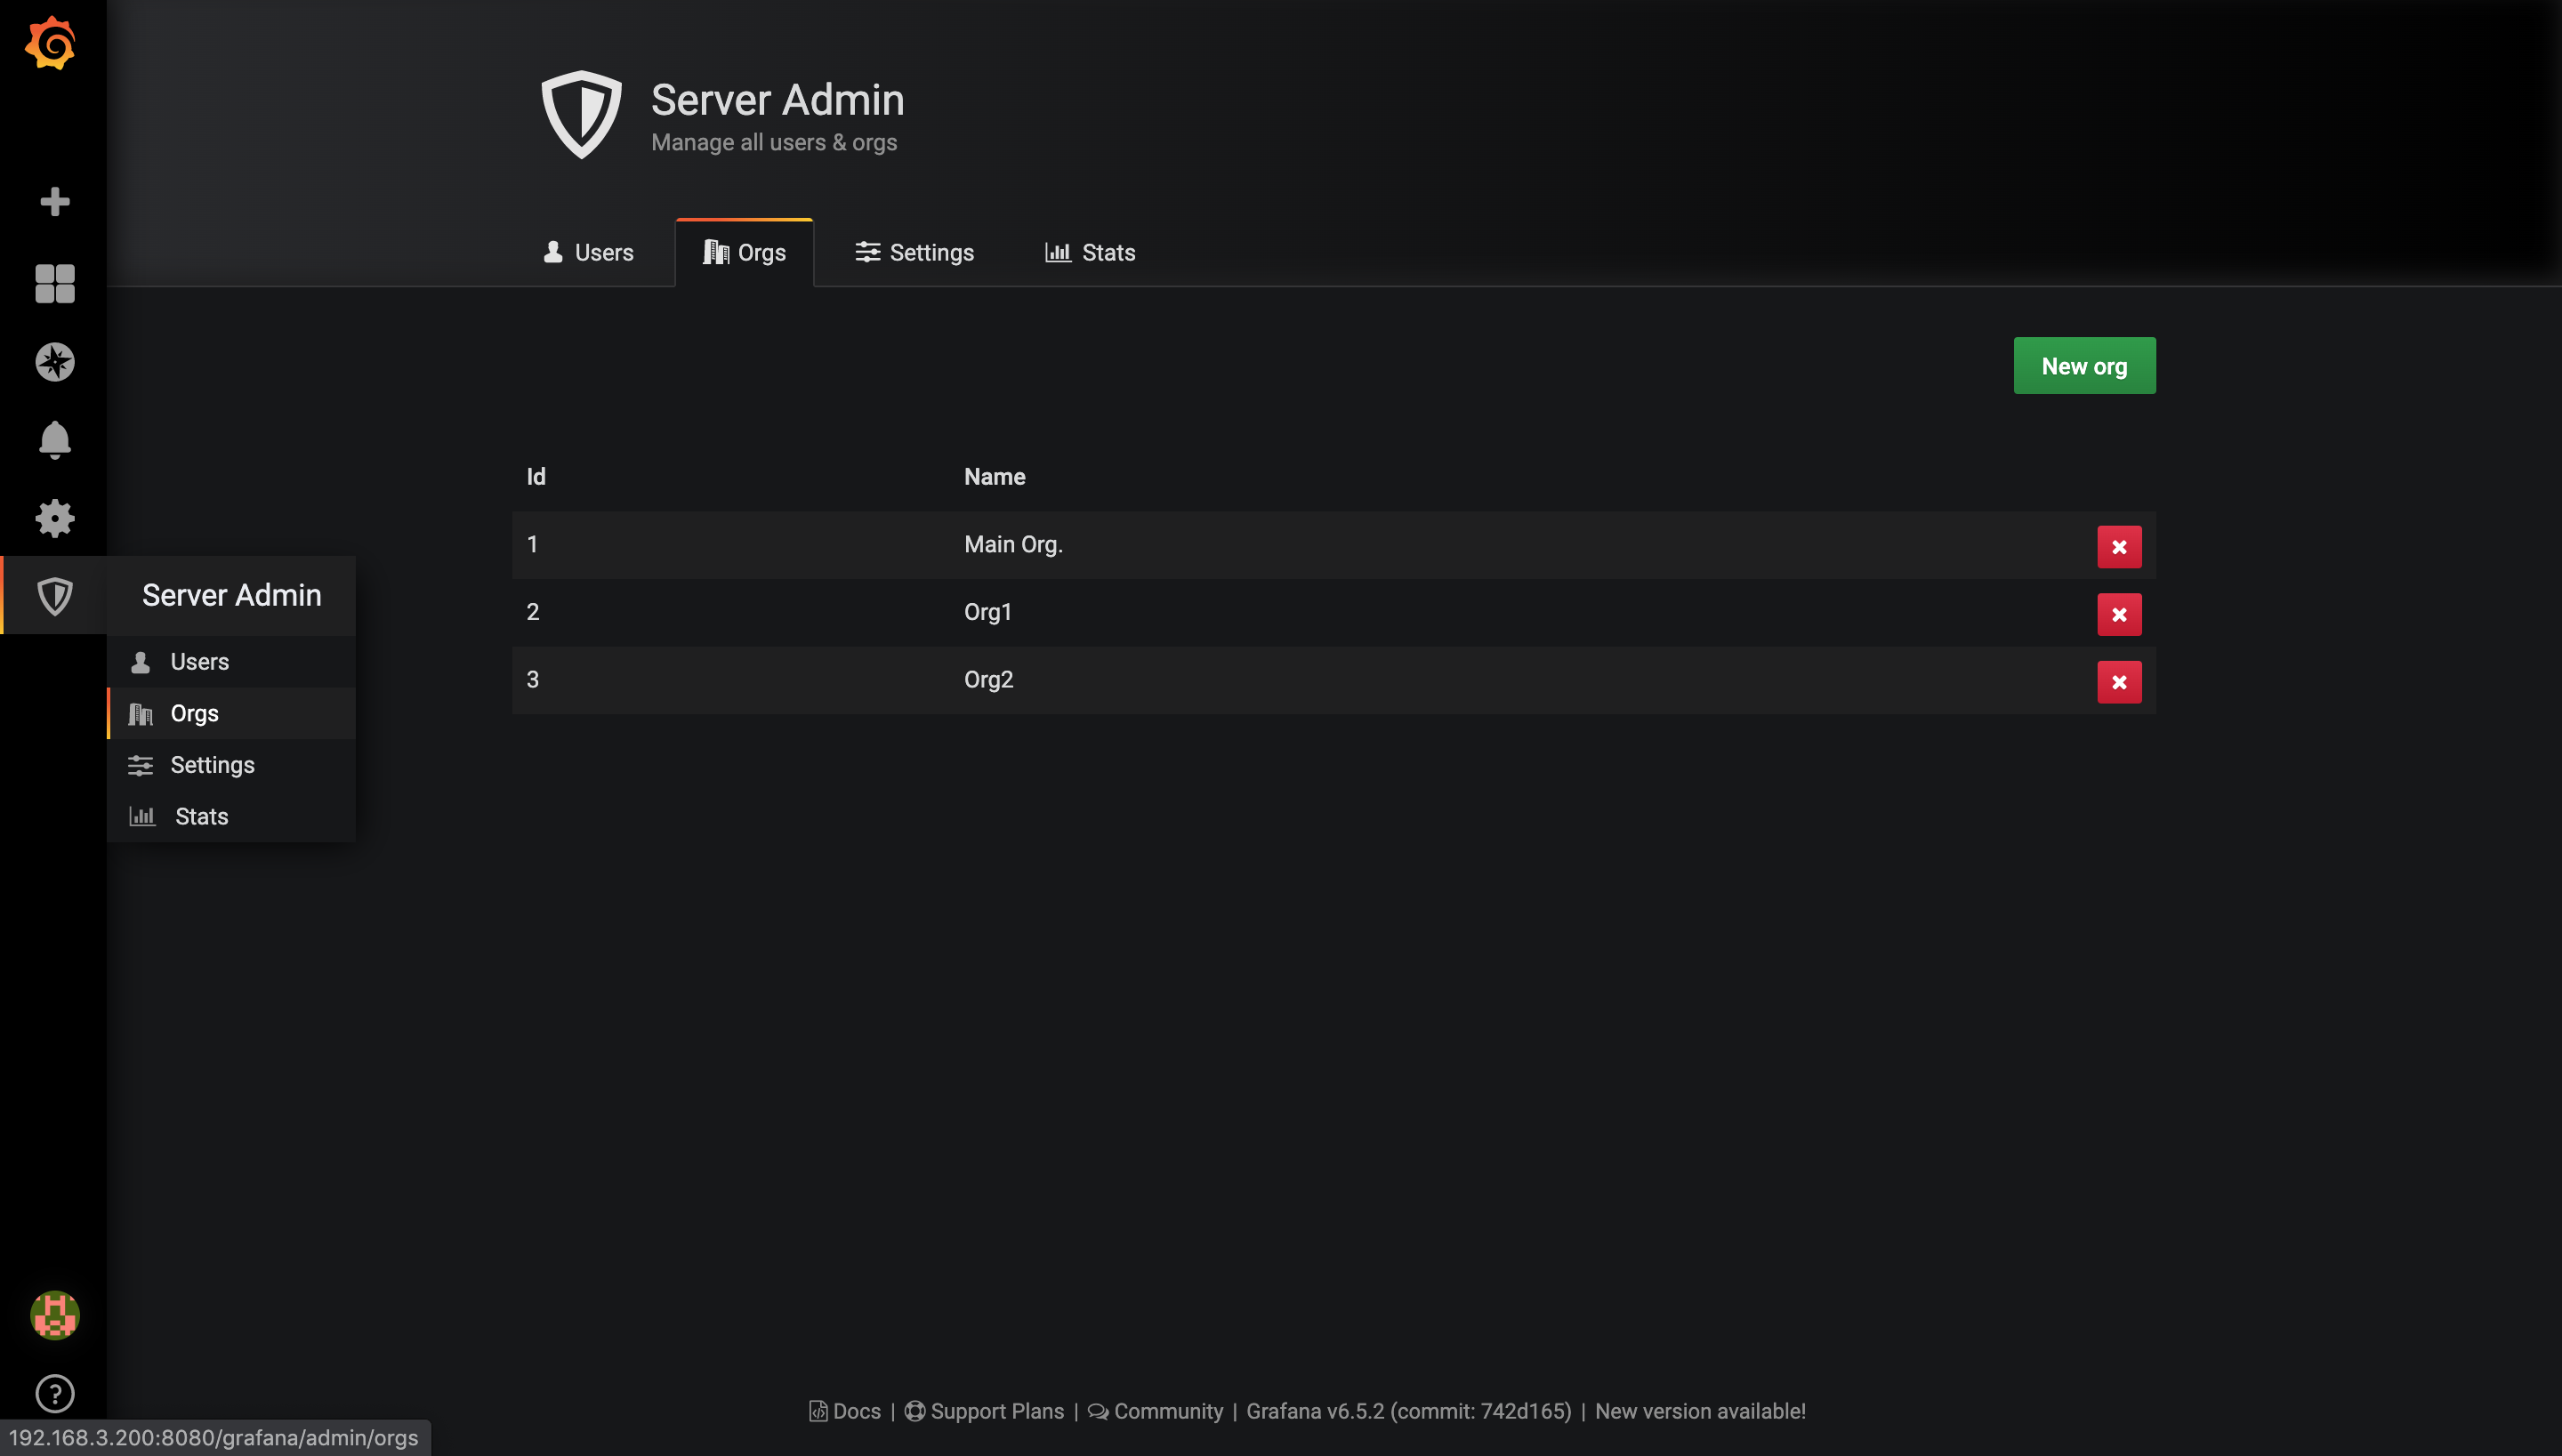 Server Admin
Manage all users & orgs
Users Orgs Settings Stats
New org
Id Name
1 Main Org.
2 Org1
3 Org2
Server Admin
Users
Orgs
Settings
Stats
Docs | Support Plans | Community | Grafana v6.5.2 (commit: 742d165) | New version available!
192.168.3.200:8080/grafana/admin/orgs